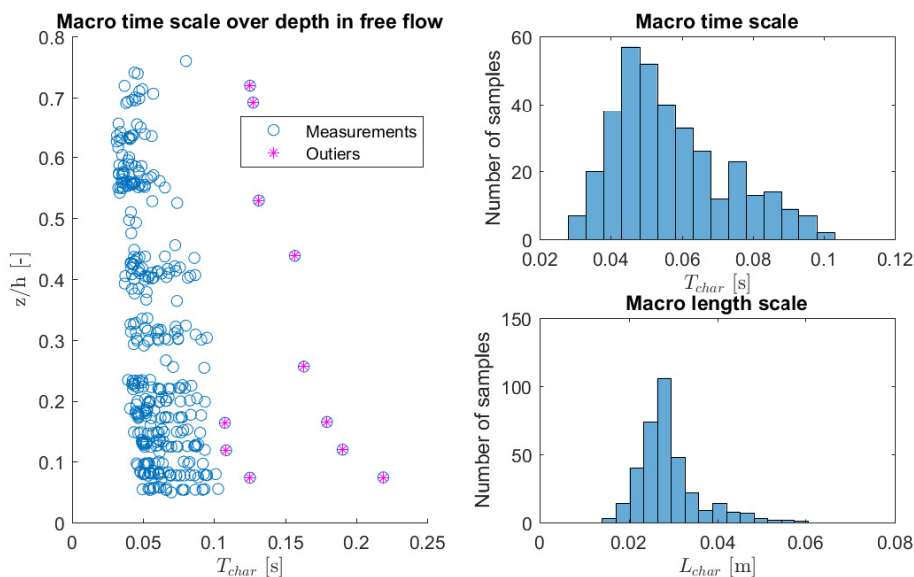 Macro time scale over depth in free flow
0.8
0.7
0.6
0.5
0.4
0.3
0.2
0.1
0
z/h [-]
Measurements
Outiers
0 0.05 0.1 0.15 0.2 0.25
T_char [s]
Macro time scale
60
40
20
0
Number of samples
0.02 0.04 0.06 0.08 0.1 0.12
T_char [s]
Macro length scale
150
100
50
0
Number of samples
0 0.02 0.04 0.06 0.08
L_char [m]